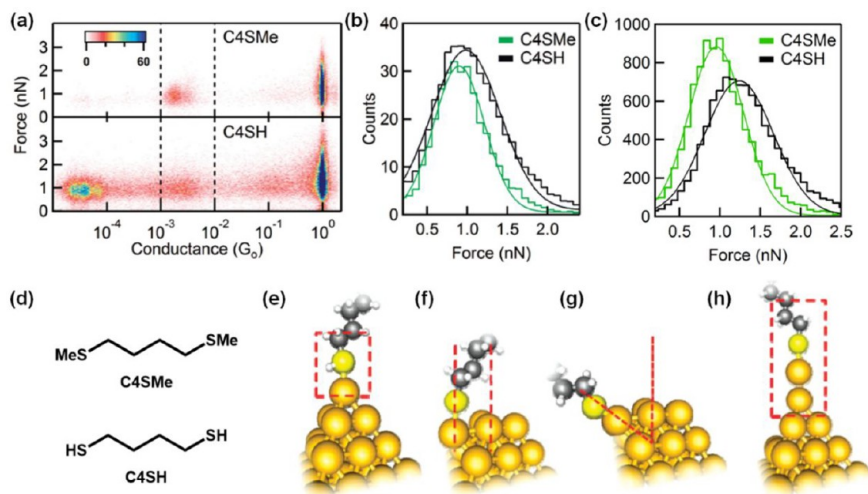 (a)
C4SMe
0 60
3
2
1
0
C4SH
3
2
1
0
Force (nN)
10⁻⁴ 10⁻³ 10⁻² 10⁻¹ 10⁰
Conductance (G₀)
(b)
40
30
20
10
0
Counts
C4SMe
C4SH
0.5 1.0 1.5 2.0
Force (nN)
(c)
1000
800
600
400
200
0
Counts
C4SMe
C4SH
0.5 1.0 1.5 2.0 2.5
Force (nN)
(d)
MeS SMe
C4SMe
HS SH
C4SH
(e)
(f)
(g)
(h)